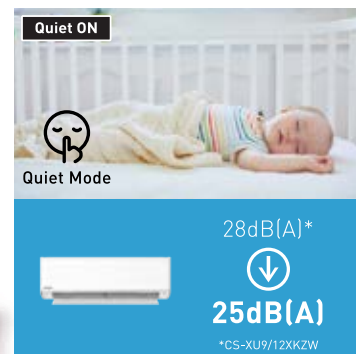 Quiet ON
Quiet Mode
28dB(A)*
25dB(A)
*CS-XU9/12XKZW